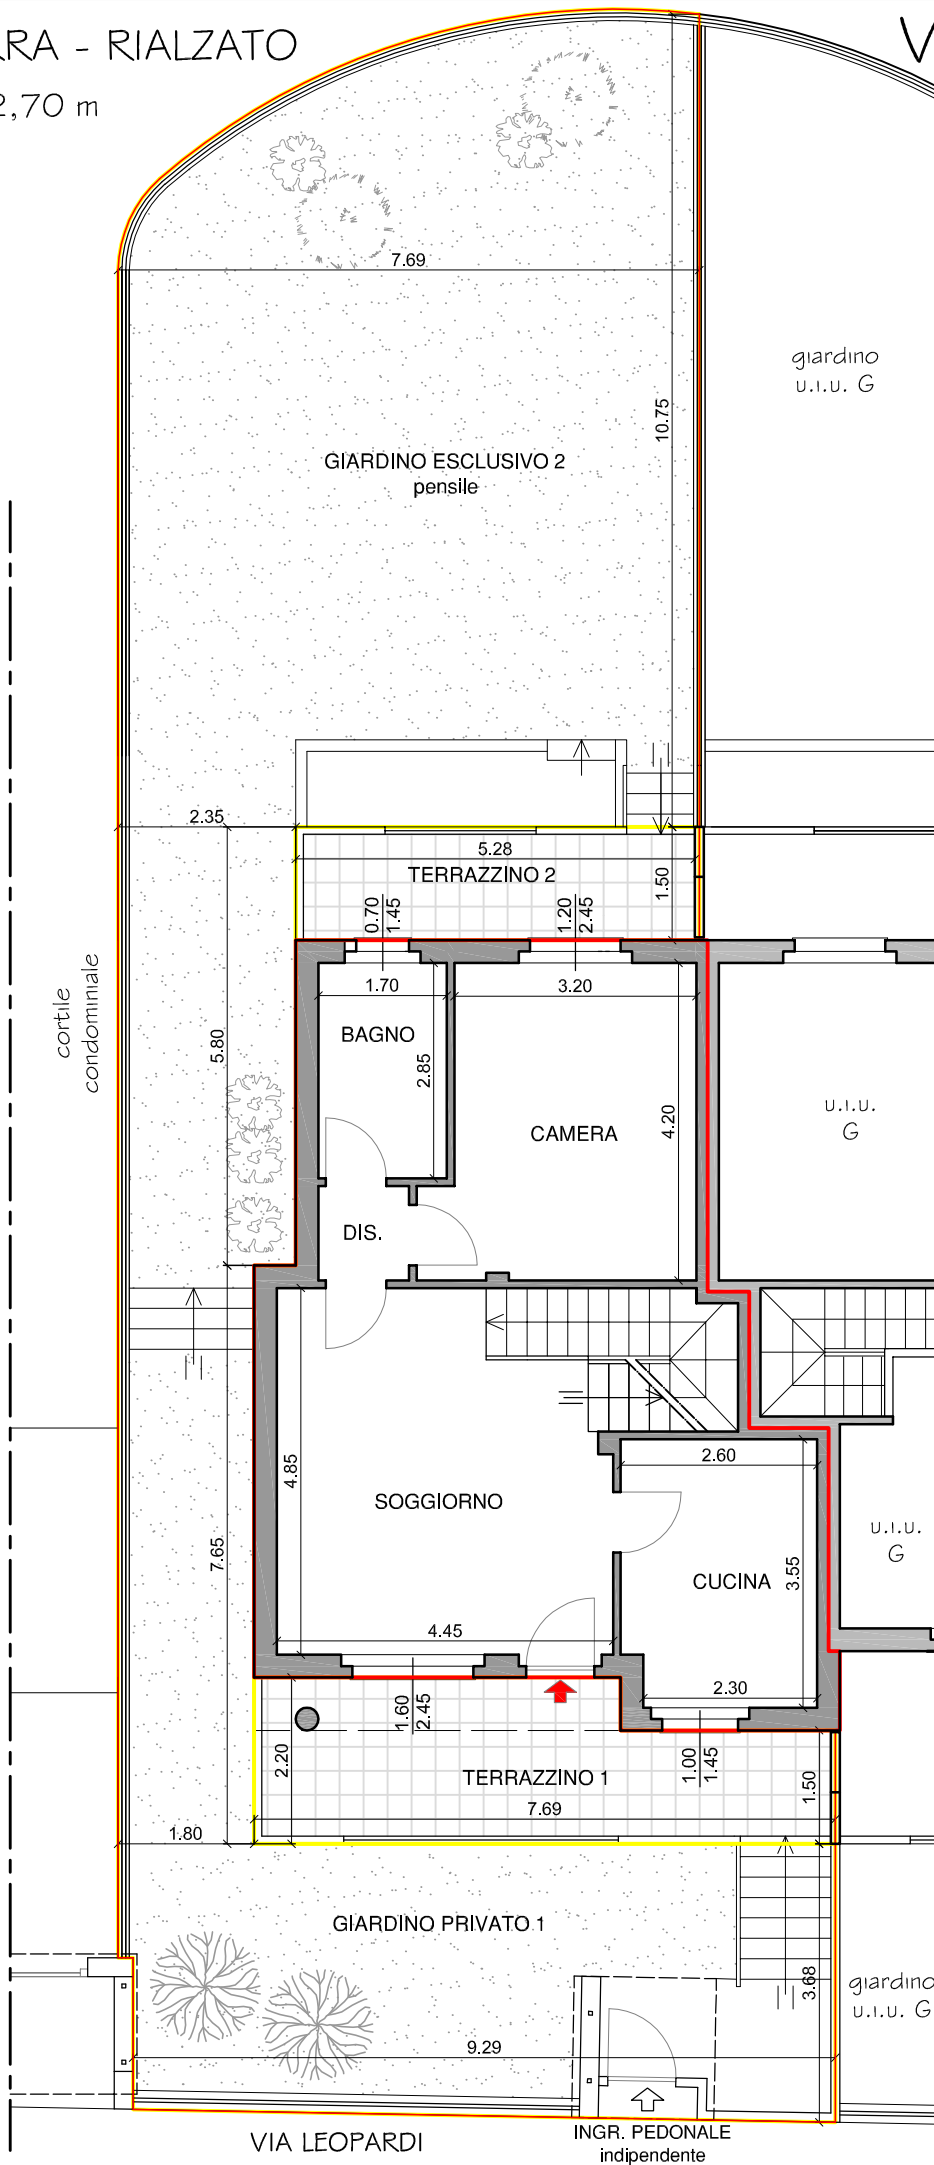 RRA - RIALZATO
2,70 m
V
7.69
giardino
u.i.u. G
10.75
GIARDINO ESCLUSIVO 2
pensile
2.35
5.28
TERRAZZINO 2
1.50
0.70
1.45
1.20
2.45
cortile
condominiale
1.70
3.20
BAGNO
5.80
2.85
CAMERA
4.20
u.i.u.
G
DIS.
4.85
2.60
SOGGIORNO
u.i.u.
G
7.65
CUCINA
3.55
4.45
2.30
1.60
2.45
2.20
1.00
1.45
TERRAZZINO 1
1.50
7.69
1.80
GIARDINO PRIVATO 1
3.68
giardino
u.i.u. G
9.29
VIA LEOPARDI
INGR. PEDONALE
indipendente